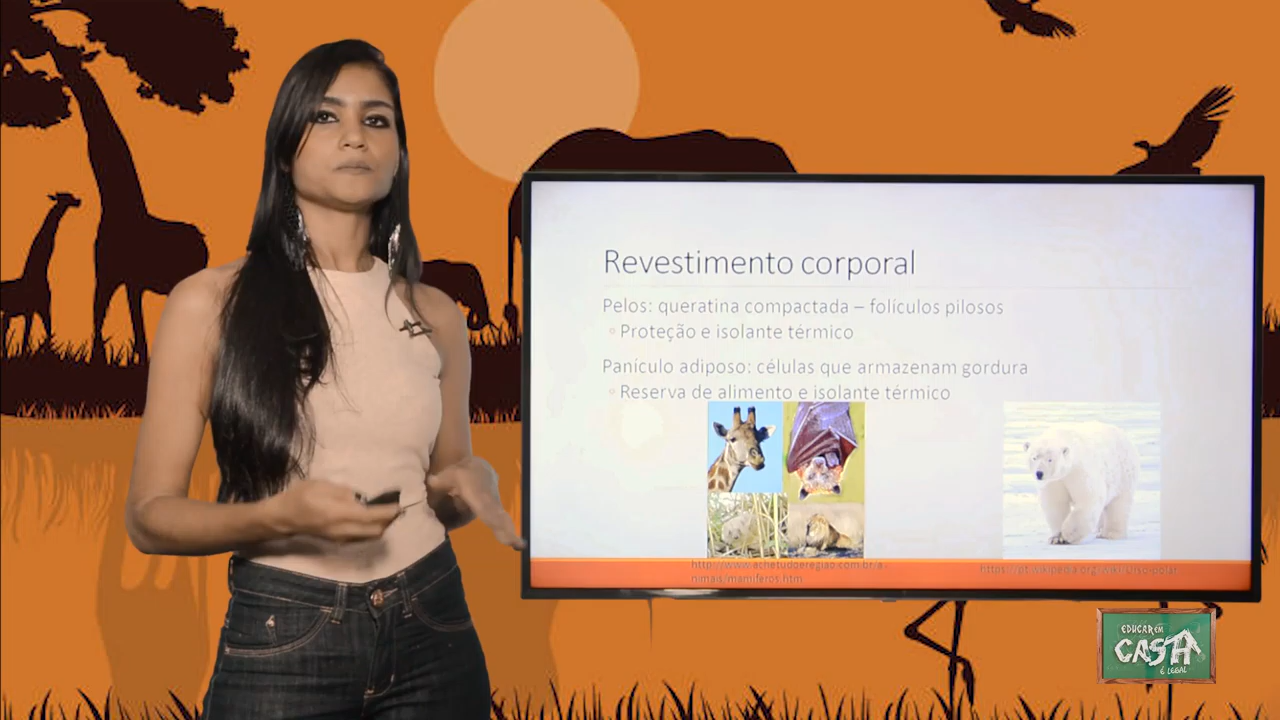 Revestimento corporal
Pelos: queratina compactada – folículos pilosos
Proteção e isolante térmico
Panículo adiposo: células que armazenam gordura
Reserva de alimento e isolante térmico
http://www.achetudoeregiao.com.br/a
nimais/mamiferos.htm
https://pt.wikipedia.org/wiki/Urso-polar
EDUCAR EM
CASA
É LEGAL